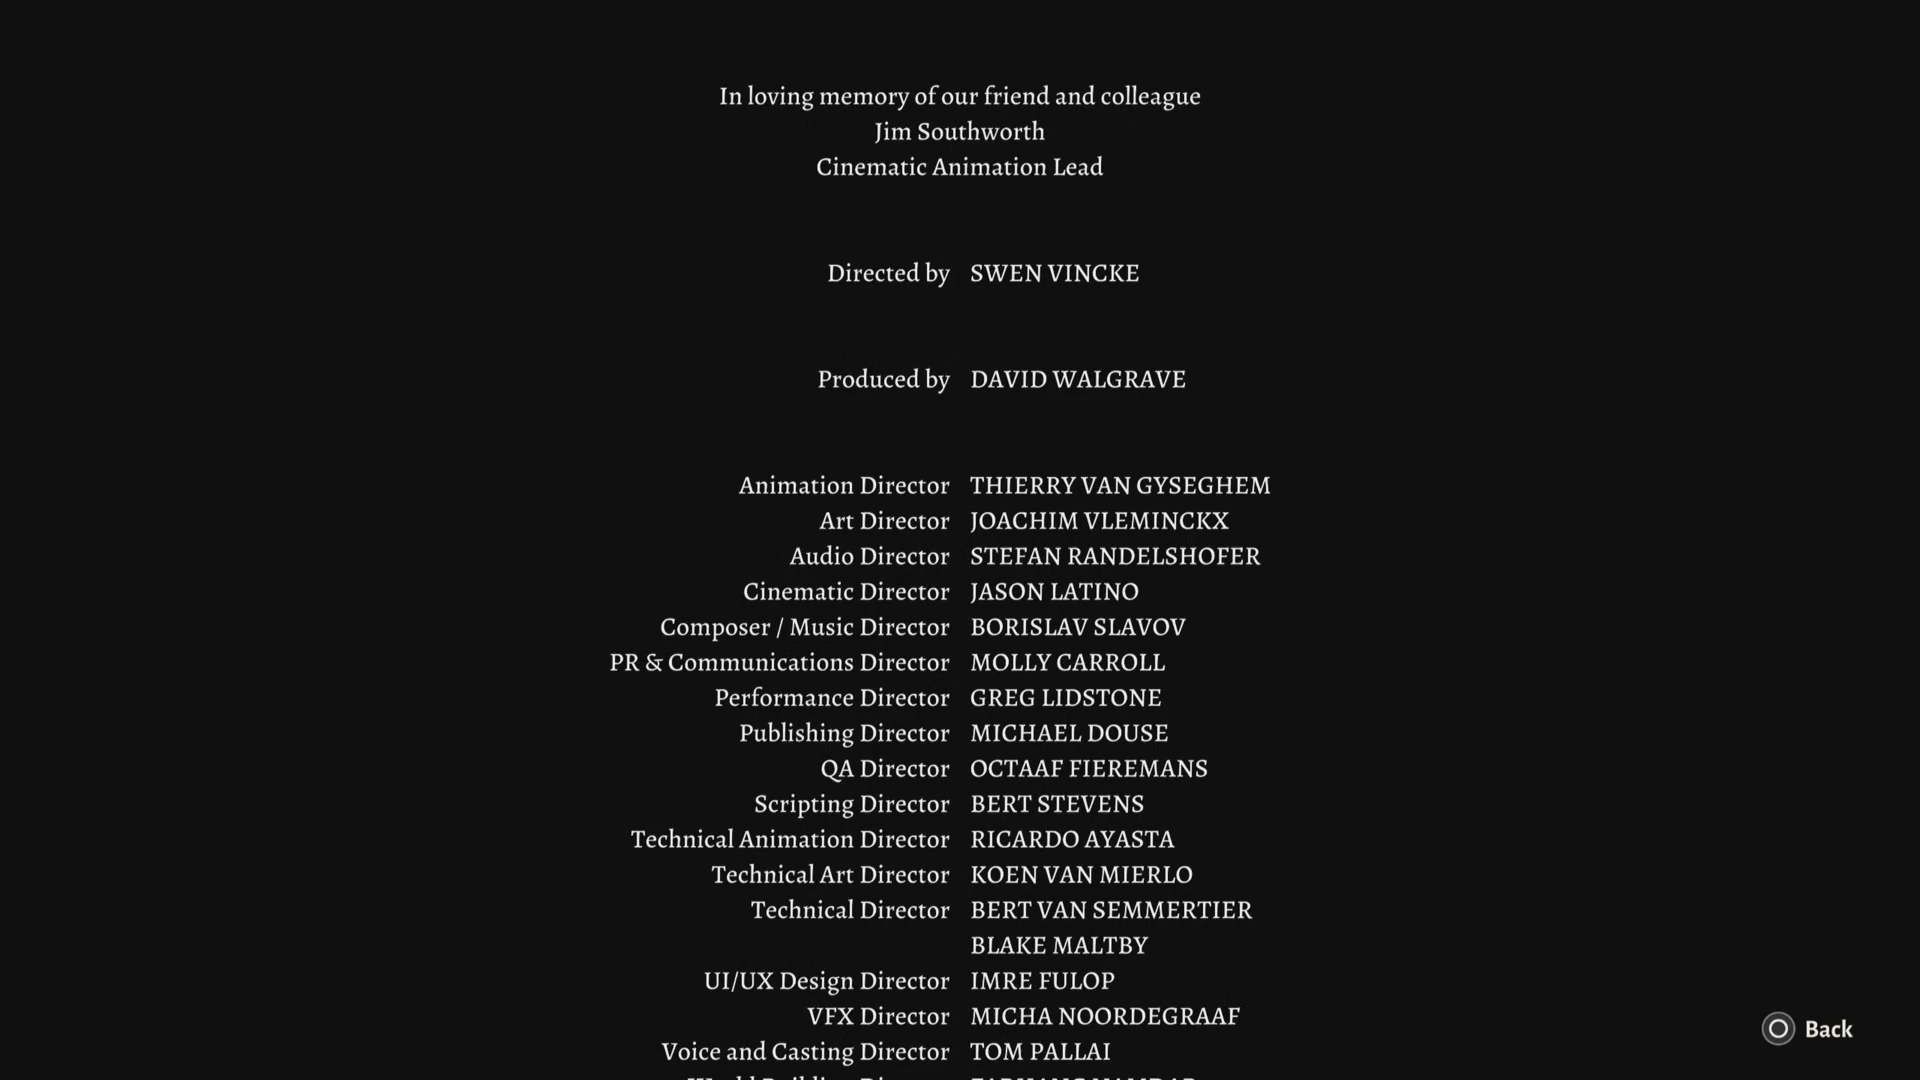 In loving memory of our friend and colleague
Jim Southworth
Cinematic Animation Lead
Directed by SWEN VINCKE
Produced by DAVID WALGRAVE
Animation Director THIERRY VAN GYSEGHEM
Art Director JOACHIM VLEMINCKX
Audio Director STEFAN RANDELSHOFER
Cinematic Director JASON LATINO
Composer / Music Director BORISLAV SLAVOV
PR & Communications Director MOLLY CARROLL
Performance Director GREG LIDSTONE
Publishing Director MICHAEL DOUSE
QA Director OCTAAF FIEREMANS
Scripting Director BERT STEVENS
Technical Animation Director RICARDO AYASTA
Technical Art Director KOEN VAN MIERLO
Technical Director BERT VAN SEMMERTIER
BLAKE MALTBY
UI/UX Design Director IMRE FULOP
VFX Director MICHA NOORDEGRAAF
Back
Voice and Casting Director TOM PALLAI